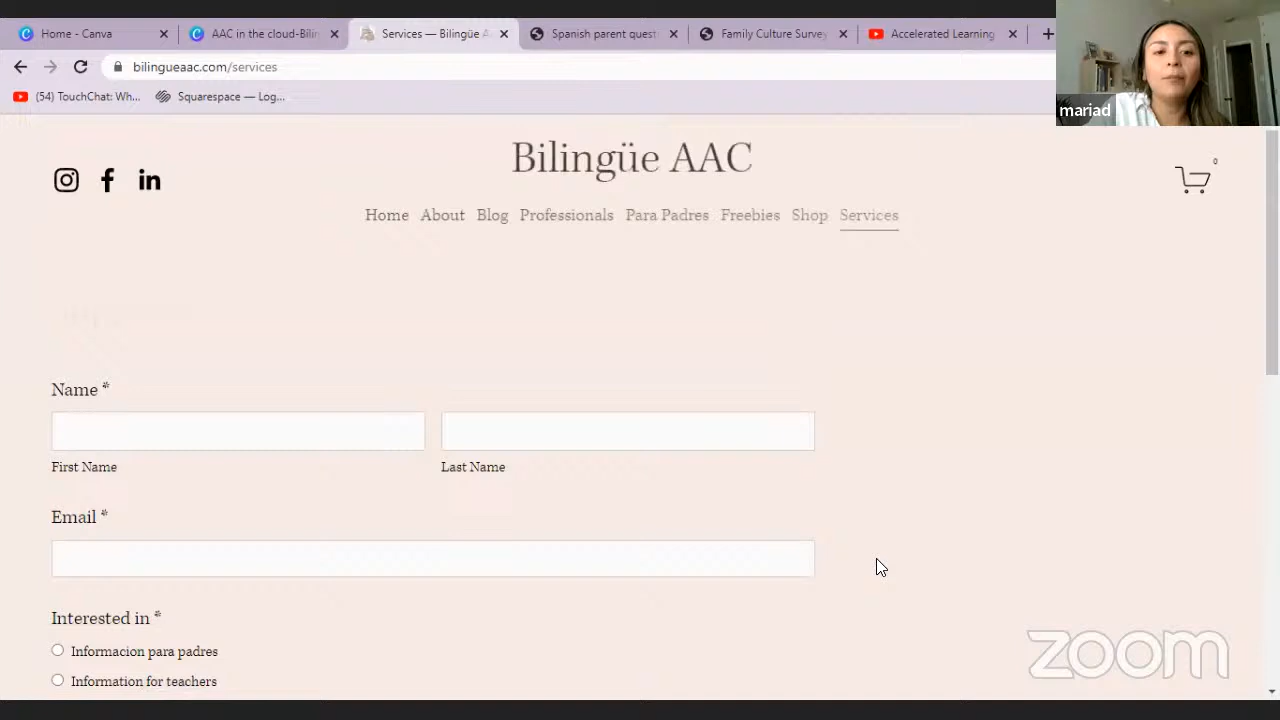 Home - Canva
AAC in the cloud-Bilin
Services — Bilingüe A
Spanish parent quest
Family Culture Survey
Accelerated Learning
bilingueaac.com/services
(54) TouchChat: Wh...
Squarespace — Log...
mariad
Bilingüe AAC
0
Home About Blog Professionals Para Padres Freebies Shop Services
Name *
First Name Last Name
Email *
Interested in *
Informacion para padres
Information for teachers
zoom